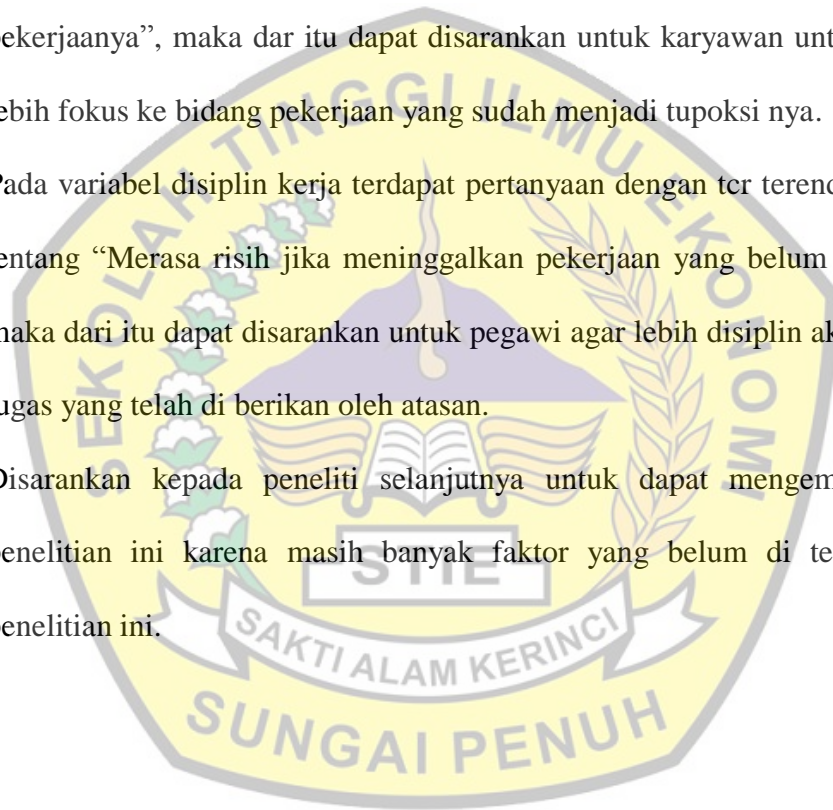 pekerjaanya”, maka dar itu dapat disarankan untuk karyawan unt
lebih fokus ke bidang pekerjaan yang sudah menjadi tupoksi nya.
Pada variabel disiplin kerja terdapat pertanyaan dengan tcr terend
tentang “Merasa risih jika meninggalkan pekerjaan yang belum
maka dari itu dapat disarankan untuk pegawi agar lebih disiplin ak
tugas yang telah di berikan oleh atasan.
Disarankan kepada peneliti selanjutnya untuk dapat mengem
penelitian ini karena masih banyak faktor yang belum di te
penelitian ini.
SEKOLAH TINGGI ILMU EKONOMI
STIE
SAKTI ALAM KERINCI
SUNGAI PENUH